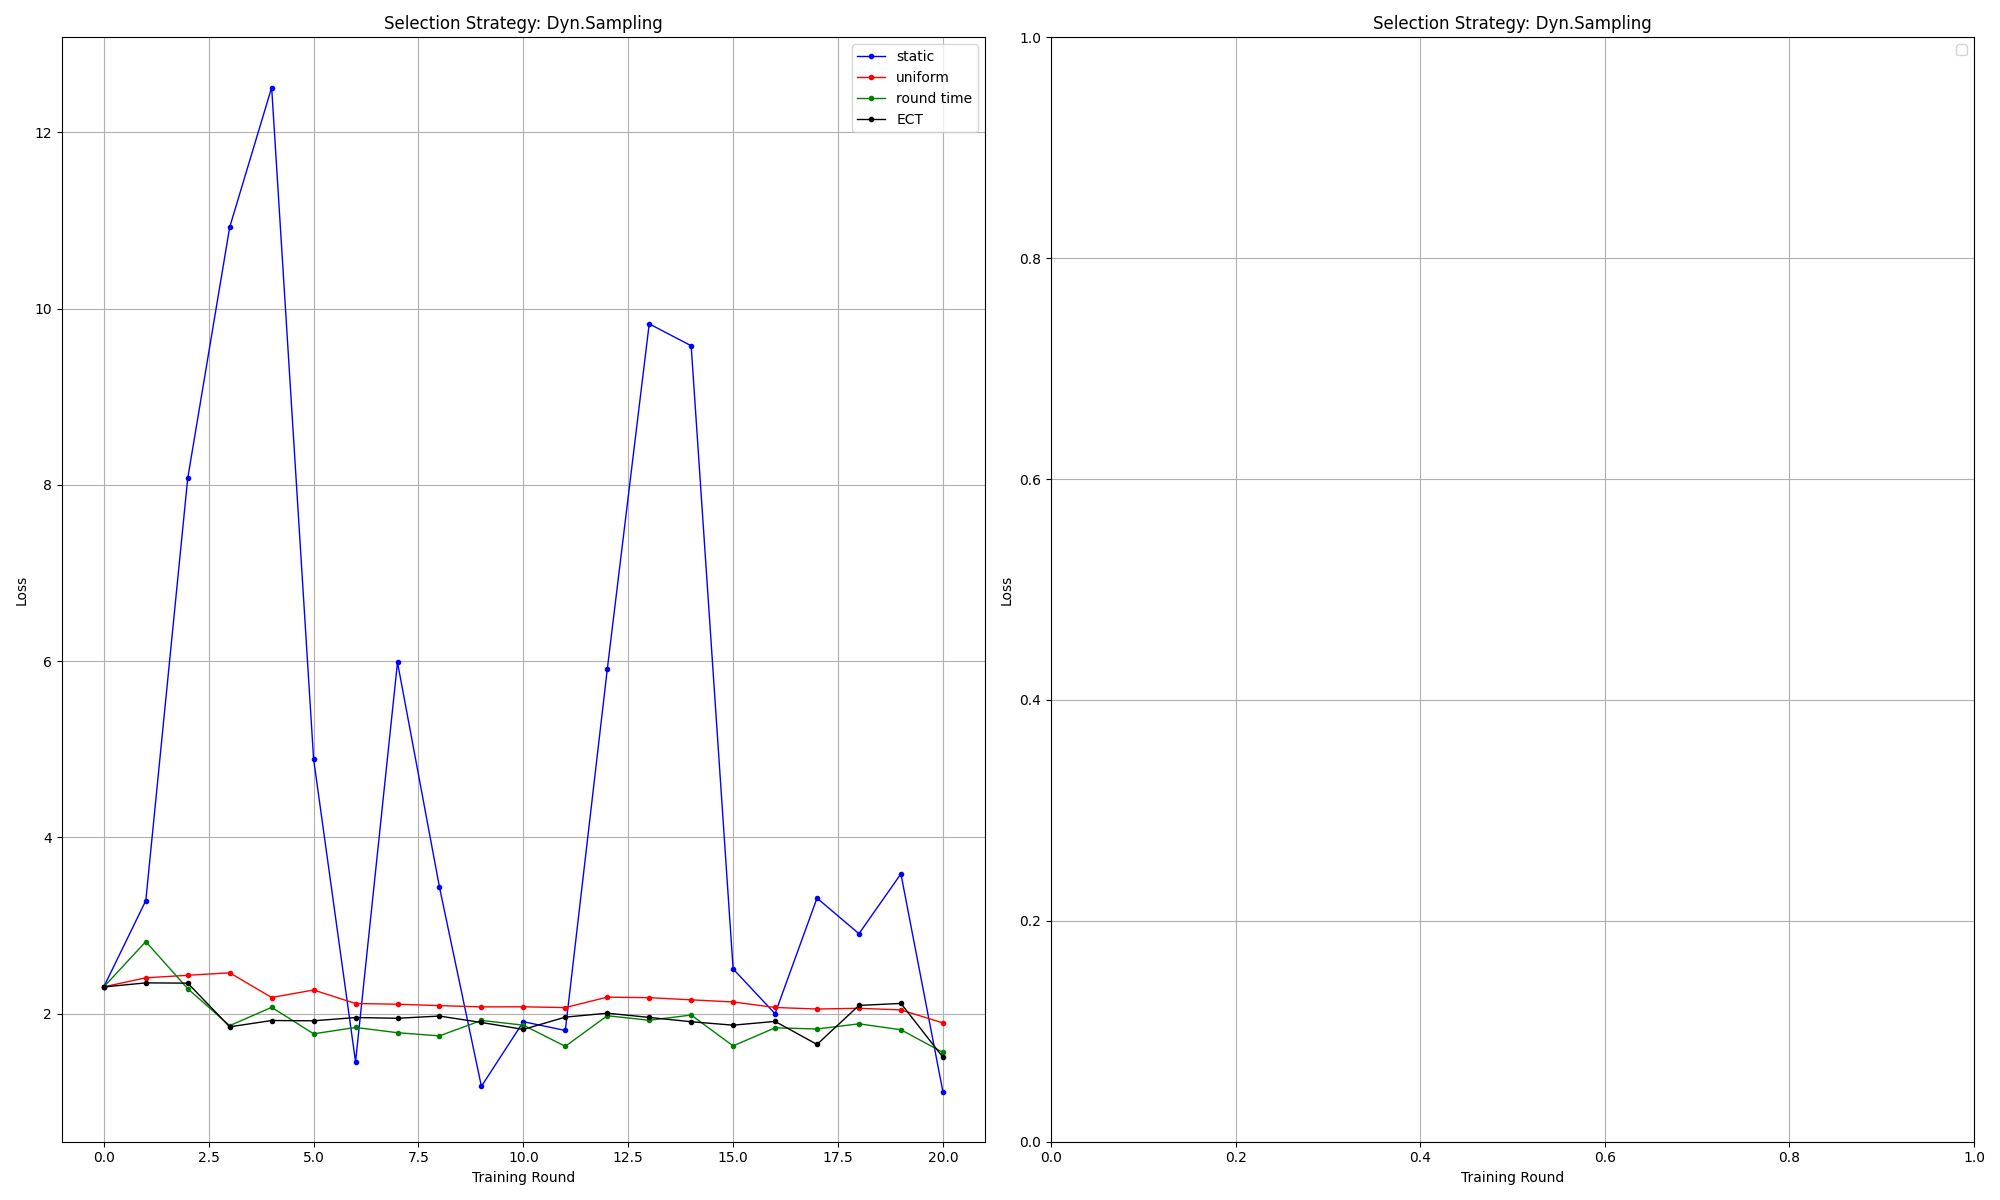 Selection Strategy: Dyn.Sampling
static
uniform
round time
ECT
12
10
8
6
4
2
Loss
0.0 2.5 5.0 7.5 10.0 12.5 15.0 17.5 20.0
Training Round
Selection Strategy: Dyn.Sampling
1.0
0.8
0.6
0.4
0.2
0.0
Loss
0.0 0.2 0.4 0.6 0.8 1.0
Training Round